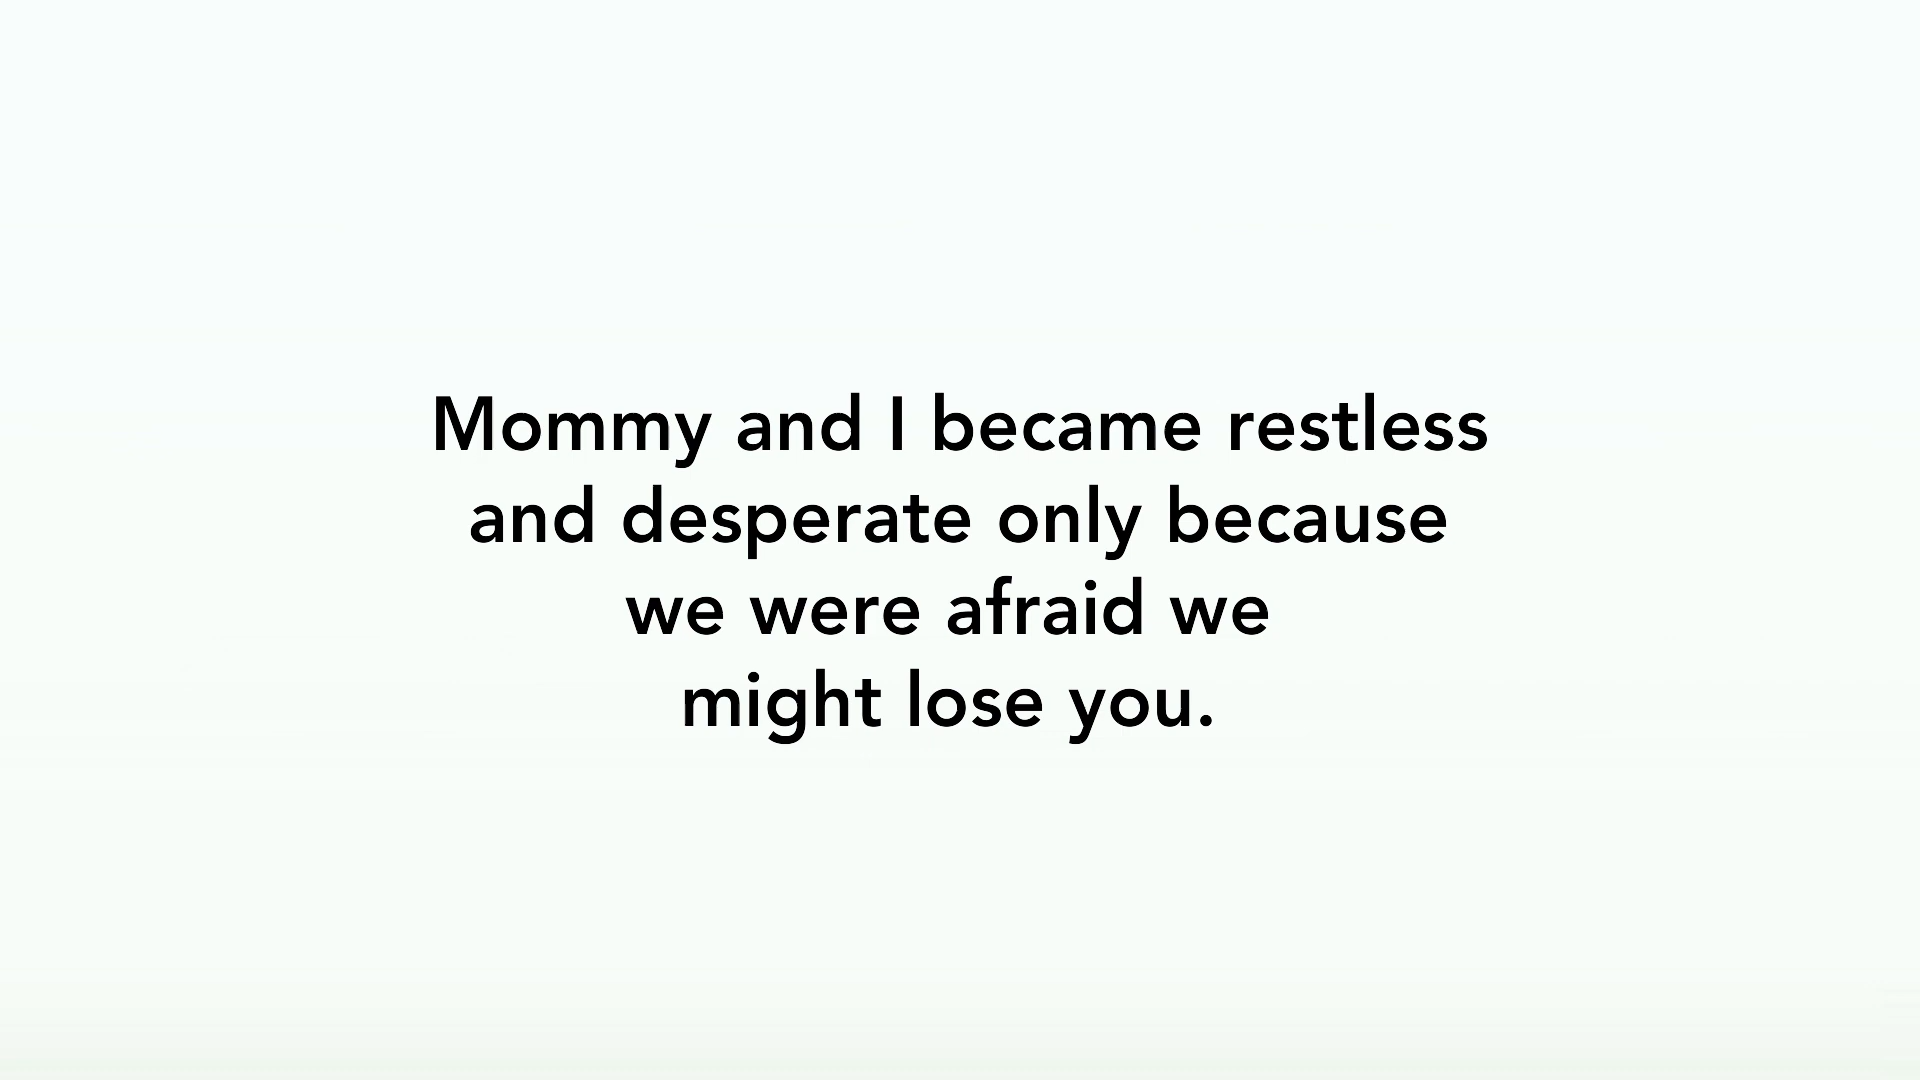 Mommy and I became restless
and desperate only because
we were afraid we
might lose you.